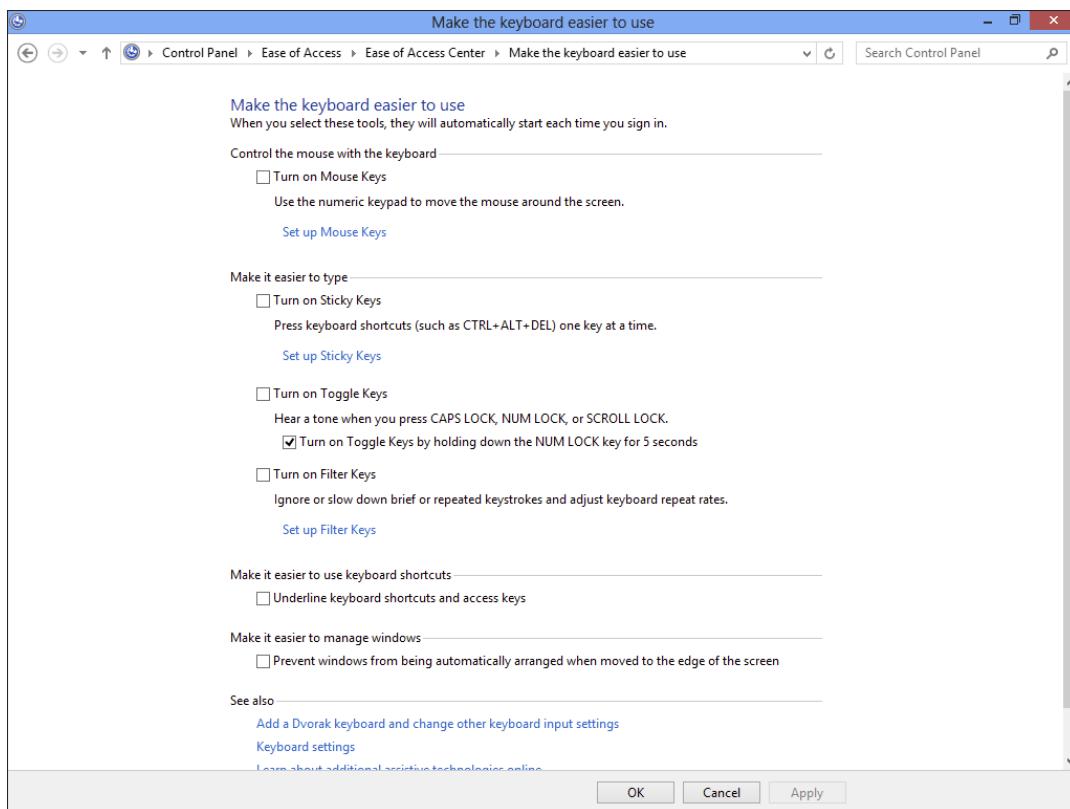 Make the keyboard easier to use
Control Panel Ease of Access Ease of Access Center Make the keyboard easier to use Search Control Panel
Make the keyboard easier to use
When you select these tools, they will automatically start each time you sign in.
Control the mouse with the keyboard
Turn on Mouse Keys
Use the numeric keypad to move the mouse around the screen.
Set up Mouse Keys
Make it easier to type
Turn on Sticky Keys
Press keyboard shortcuts (such as CTRL+ALT+DEL) one key at a time.
Set up Sticky Keys
Turn on Toggle Keys
Hear a tone when you press CAPS LOCK, NUM LOCK, or SCROLL LOCK.
Turn on Toggle Keys by holding down the NUM LOCK key for 5 seconds
Turn on Filter Keys
Ignore or slow down brief or repeated keystrokes and adjust keyboard repeat rates.
Set up Filter Keys
Make it easier to use keyboard shortcuts
Underline keyboard shortcuts and access keys
Make it easier to manage windows
Prevent windows from being automatically arranged when moved to the edge of the screen
See also
Add a Dvorak keyboard and change other keyboard input settings
Keyboard settings
Learn about additional assistive technologies online
OK Cancel Apply